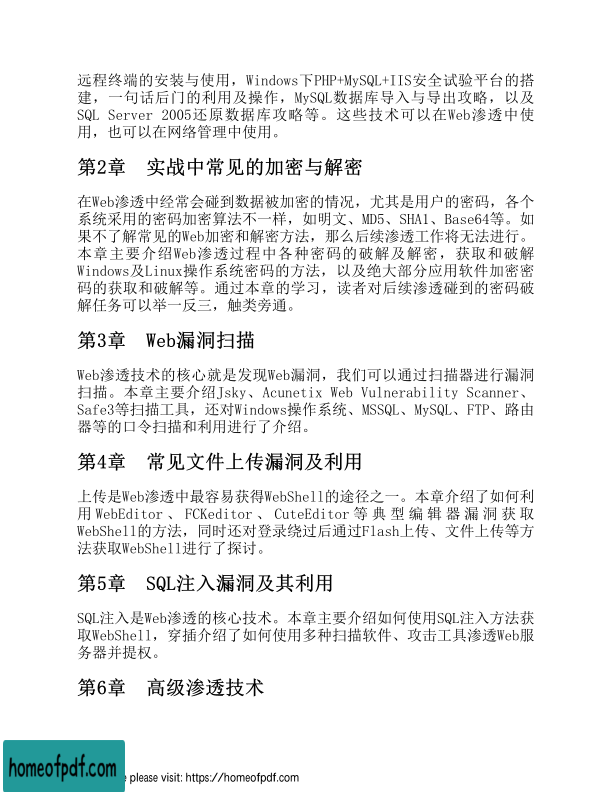 远程终端的安装与使用，Windows下PHP+MySQL+IIS安全试验平台的搭
建，一句话后门的利用及操作，MySQL数据库导入与导出攻略，以及
SQL Server 2005还原数据库攻略等。这些技术可以在Web渗透中使
用，也可以在网络管理中使用。
第2章 实战中常见的加密与解密
在Web渗透中经常会碰到数据被加密的情况，尤其是用户的密码，各个
系统采用的密码加密算法不一样，如明文、MD5、SHA1、Base64等。如
果不了解常见的Web加密和解密方法，那么后续渗透工作将无法进行。
本章主要介绍Web渗透过程中各种密码的破解及解密，获取和破解
Windows及Linux操作系统密码的方法，以及绝大部分应用软件加密密
码的获取和破解等。通过本章的学习，读者对后续渗透碰到的密码破
解任务可以举一反三，触类旁通。
第3章 Web漏洞扫描
Web渗透技术的核心就是发现Web漏洞，我们可以通过扫描器进行漏洞
扫描。本章主要介绍Jsky、Acunetix Web Vulnerability Scanner、
Safe3等扫描工具，还对Windows操作系统、MSSQL、MySQL、FTP、路由
器等的口令扫描和利用进行了介绍。
第4章 常见文件上传漏洞及利用
上传是Web渗透中最容易获得WebShell的途径之一。本章介绍了如何利
用WebEditor、FCKeditor、CuteEditor等典型编辑器漏洞获取
WebShell的方法，同时还对登录绕过后通过Flash上传、文件上传等方
法获取WebShell进行了探讨。
第5章 SQL注入漏洞及其利用
SQL注入是Web渗透的核心技术。本章主要介绍如何使用SQL注入方法获
取WebShell，穿插介绍了如何使用多种扫描软件、攻击工具渗透Web服
务器并提权。
第6章 高级渗透技术
homeofpdf.com
please visit: https://homeofpdf.com